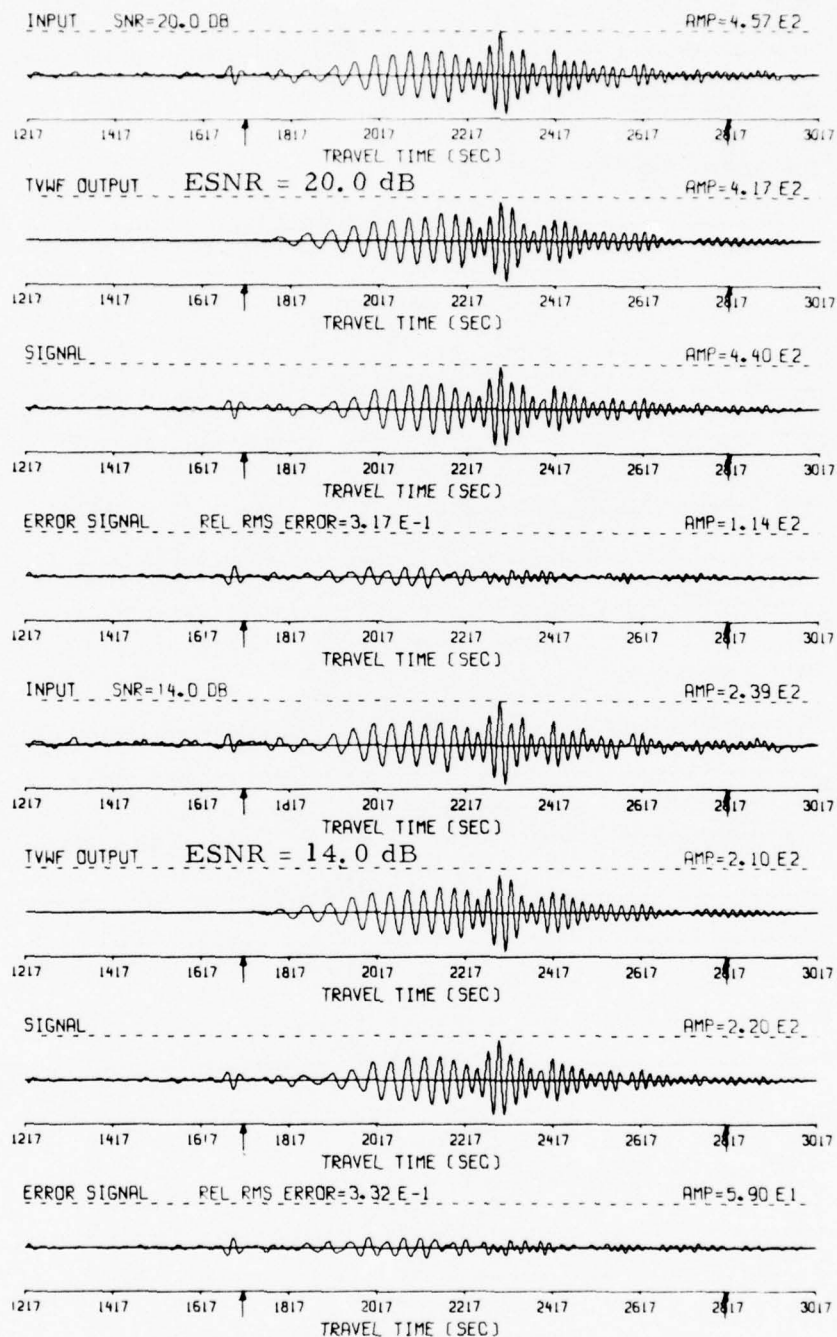 INPUT SNR=20.0 DB AMP=4.57 E2
1217 1417 1617 1817 2017 2217 2417 2617 2817 3017
TRAVEL TIME (SEC)
TVWF OUTPUT ESNR = 20.0 dB AMP=4.17 E2
1217 1417 1617 1817 2017 2217 2417 2617 2817 3017
TRAVEL TIME (SEC)
SIGNAL AMP=4.40 E2
1217 1417 1617 1817 2017 2217 2417 2617 2817 3017
TRAVEL TIME (SEC)
ERROR SIGNAL REL RMS ERROR=3.17 E-1 AMP=1.14 E2
1217 1417 1617 1817 2017 2217 2417 2617 2817 3017
TRAVEL TIME (SEC)
INPUT SNR=14.0 DB AMP=2.39 E2
1217 1417 1617 1817 2017 2217 2417 2617 2817 3017
TRAVEL TIME (SEC)
TVWF OUTPUT ESNR = 14.0 dB AMP=2.10 E2
1217 1417 1617 1817 2017 2217 2417 2617 2817 3017
TRAVEL TIME (SEC)
SIGNAL AMP=2.20 E2
1217 1417 1617 1817 2017 2217 2417 2617 2817 3017
TRAVEL TIME (SEC)
ERROR SIGNAL REL RMS ERROR=3.32 E-1 AMP=5.90 E1
1217 1417 1617 1817 2017 2217 2417 2617 2817 3017
TRAVEL TIME (SEC)